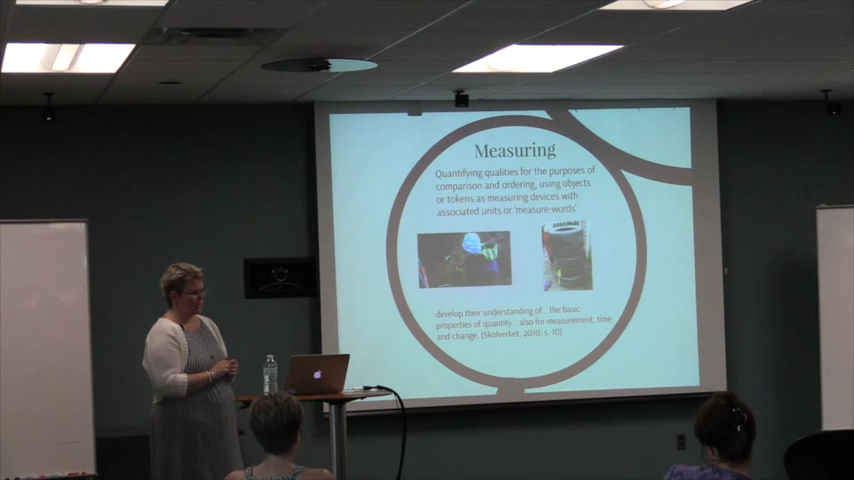 Measuring
Quantifying qualities for the purposes of
comparison and ordering, using objects
or tokens as measuring devices with
associated units or 'measure-words'.
develop their understanding of... the basic
properties of quantity... also for measurement, time
and change, (Skolverket, 2010, s. 10)